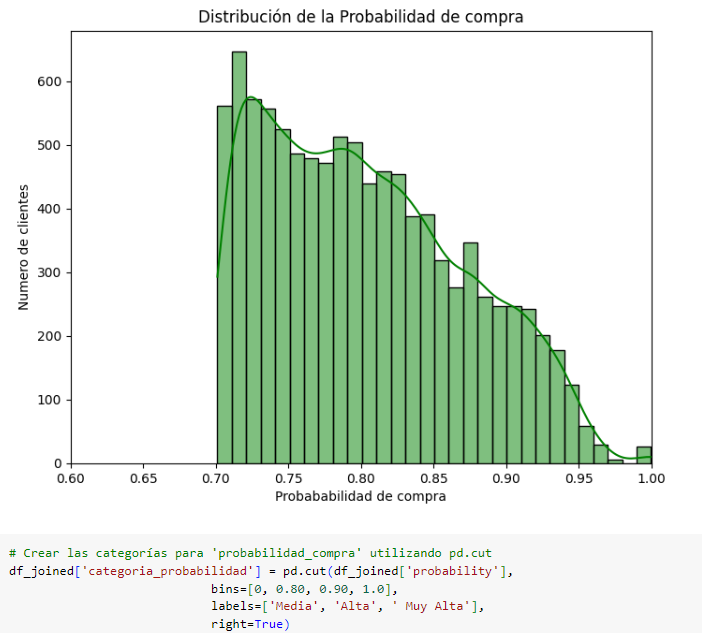 Distribución de la Probabilidad de compra
600
500
400
300
200
100
0
Numero de clientes
0.60 0.65 0.70 0.75 0.80 0.85 0.90 0.95 1.00
Probababilidad de compra
# Crear las categorías para 'probabilidad_compra' utilizando pd.cut
df_joined['categoria_probabilidad'] = pd.cut(df_joined['probability'],
bins=[0, 0.80, 0.90, 1.0],
labels=['Media', 'Alta', ' Muy Alta'],
right=True)